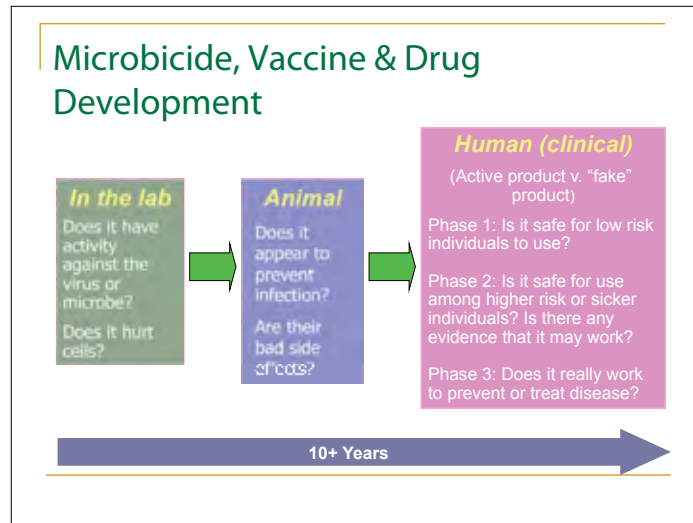 Microbicide, Vaccine & Drug
Development
In the lab
Does it have
activity
against the
virus or
microbe?
Does it hurt
cells?
Animal
Does it
appear to
prevent
infection?
Are their
bad side
effects?
Human (clinical)
(Active product v. “fake”
product)
Phase 1: Is it safe for low risk
individuals to use?
Phase 2: Is it safe for use
among higher risk or sicker
individuals? Is there any
evidence that it may work?
Phase 3: Does it really work
to prevent or treat disease?
10+ Years